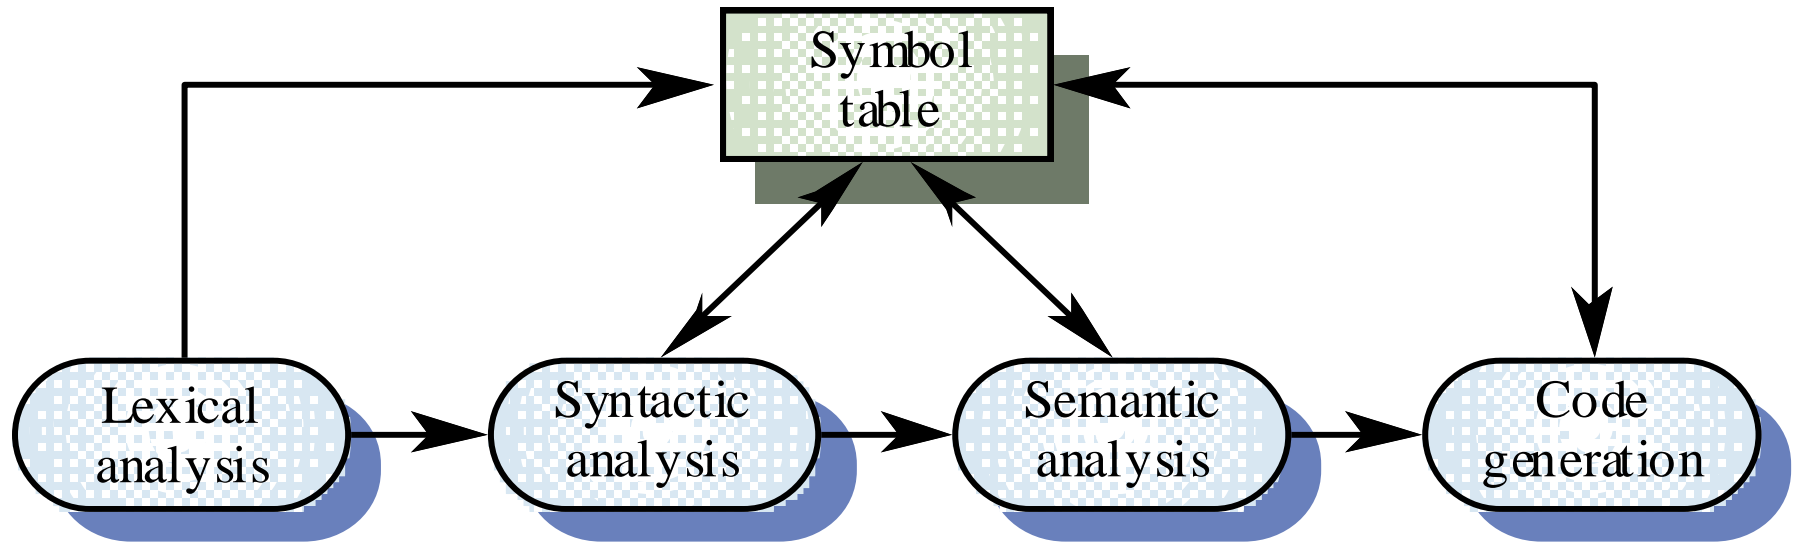 Symbol
table
Lexical
analysis
Syntactic
analysis
Semantic
analysis
Code
generation